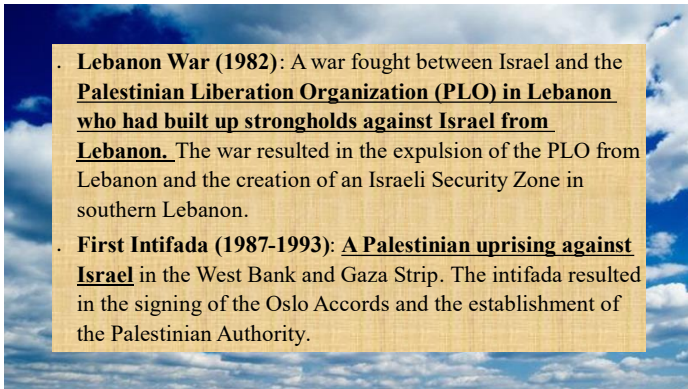 . Lebanon War (1982): A war fought between Israel and the
Palestinian Liberation Organization (PLO) in Lebanon
who had built up strongholds against Israel from
Lebanon. The war resulted in the expulsion of the PLO from
Lebanon and the creation of an Israeli Security Zone in
southern Lebanon.
. First Intifada (1987-1993): A Palestinian uprising against
Israel in the West Bank and Gaza Strip. The intifada resulted
in the signing of the Oslo Accords and the establishment of
the Palestinian Authority.